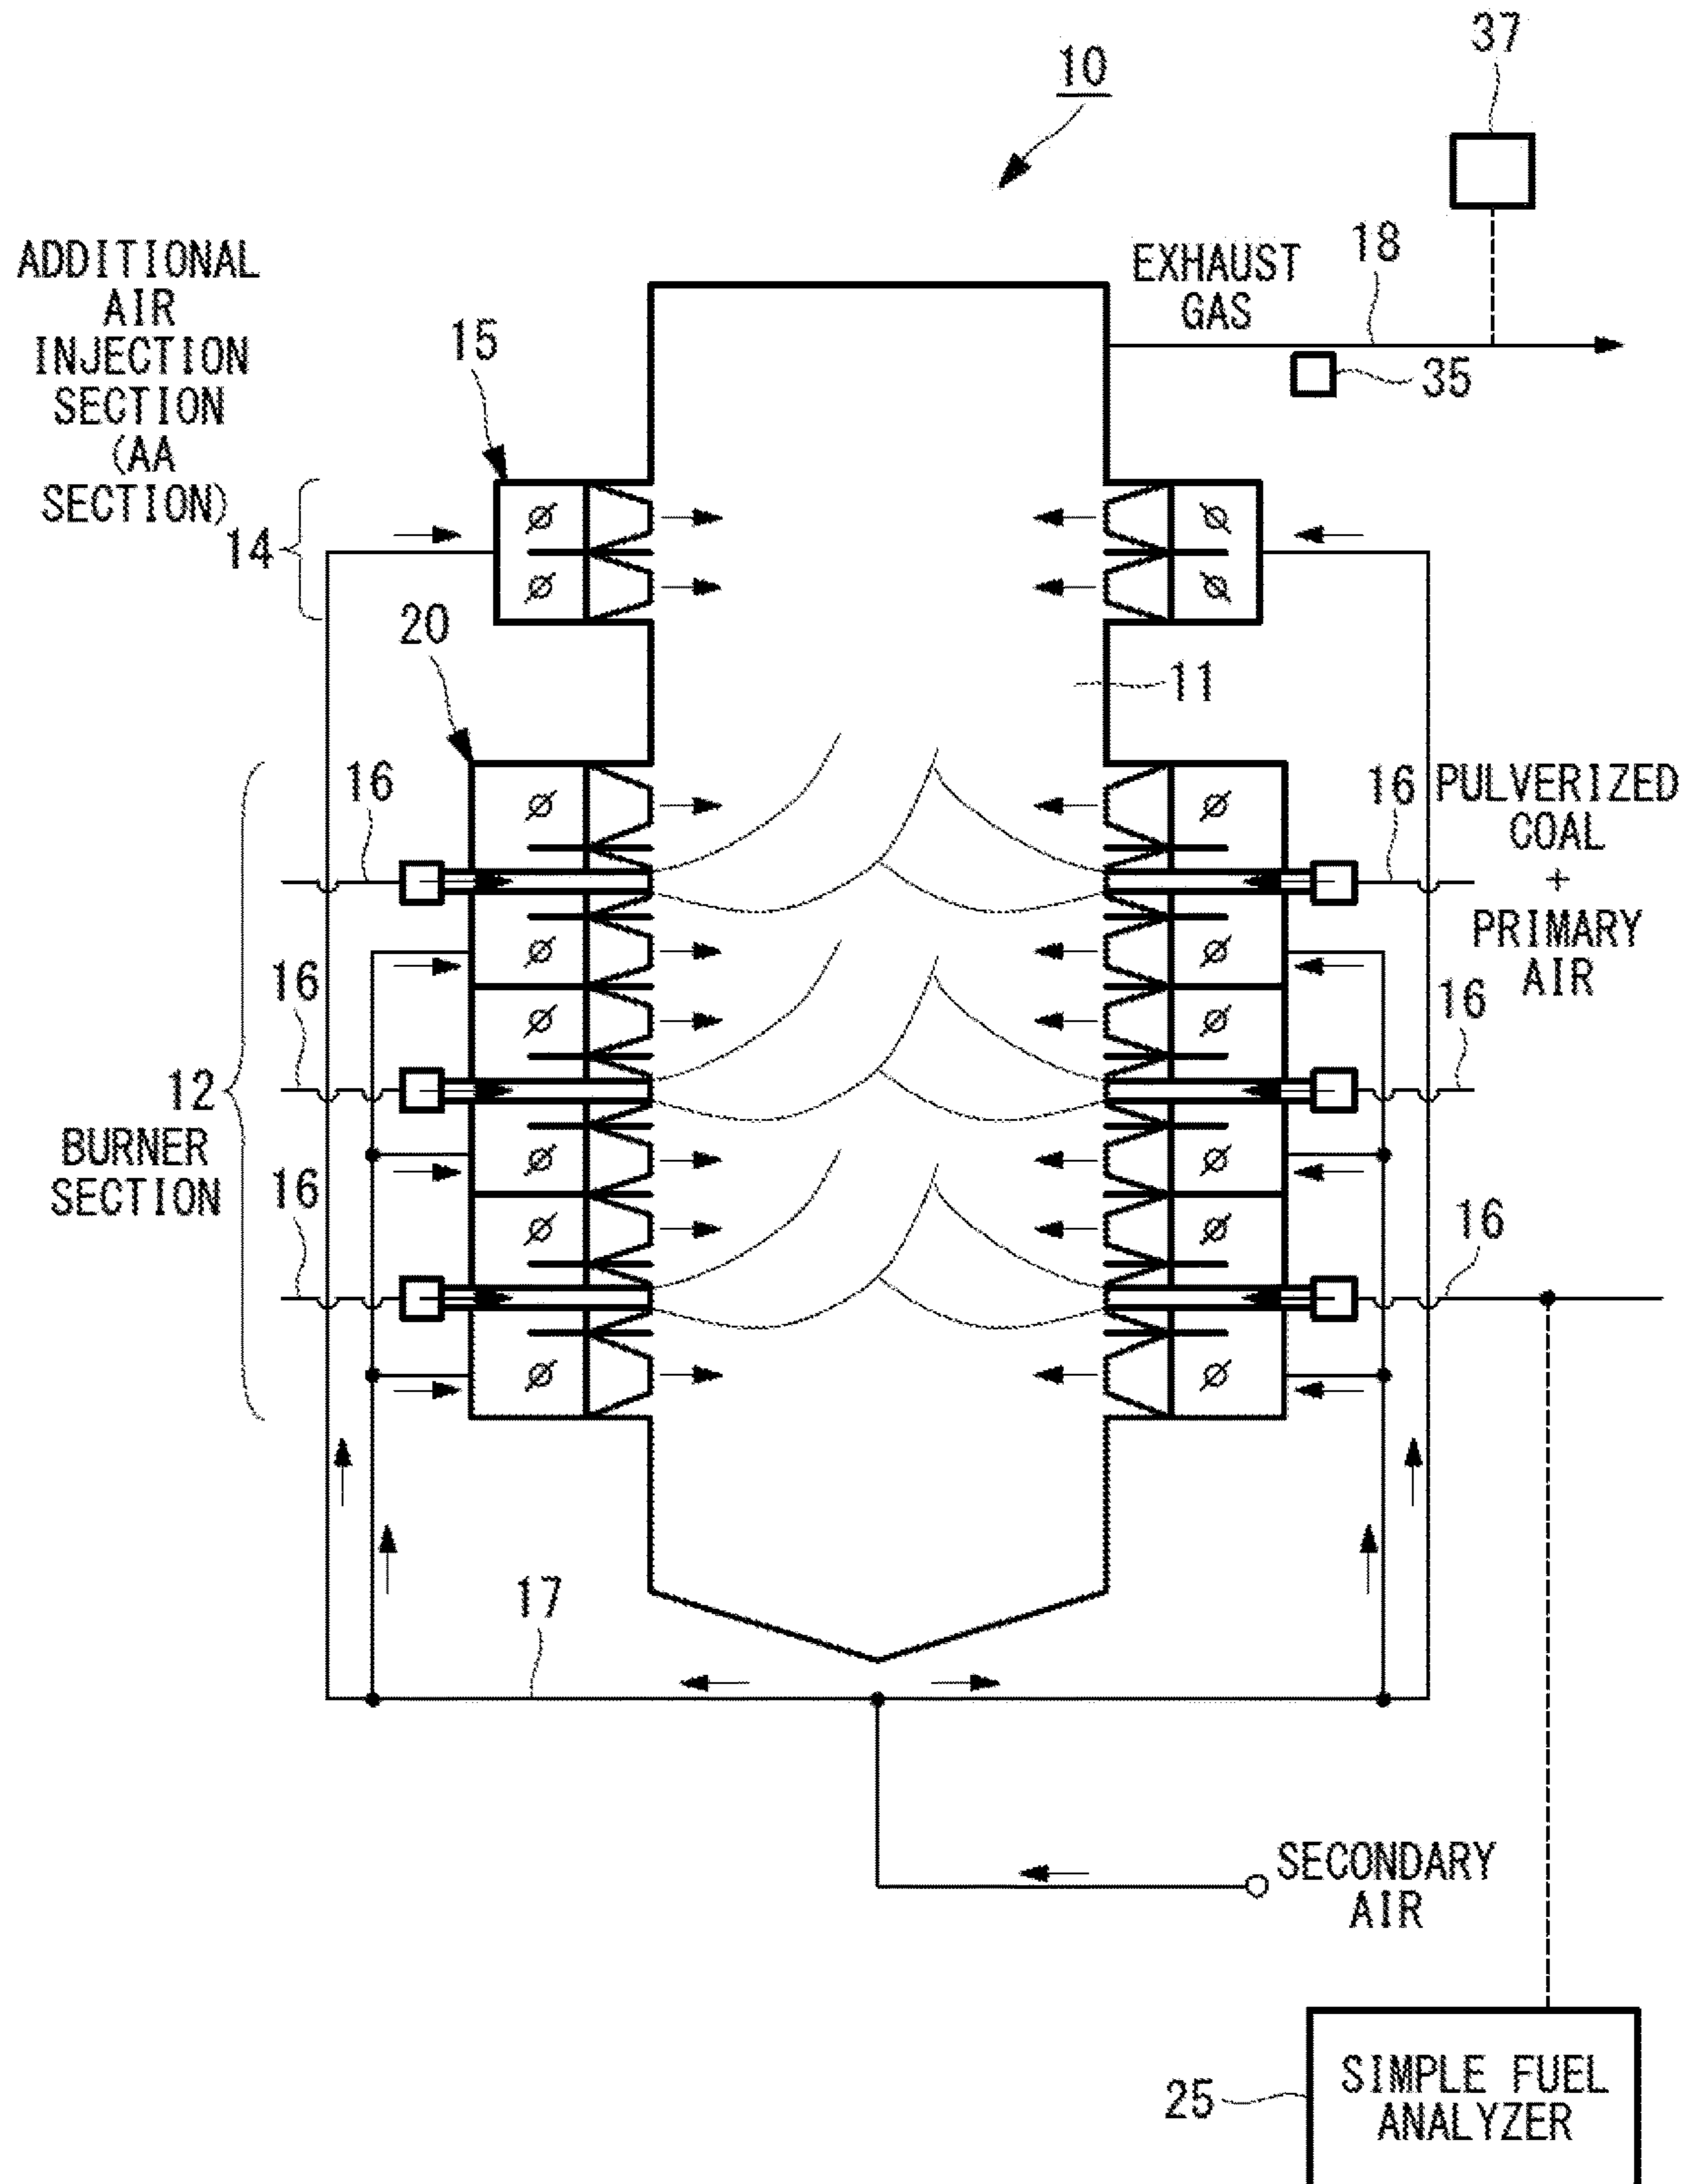 37
10
18
EXHAUST
GAS
ADDITIONAL
AIR
INJECTION
SECTION
(AA
SECTION)
15
35
14
20
11
16
16
PULVERIZED
COAL
+
PRIMARY
AIR
16
16
12
BURNER
SECTION
16
16
17
SECONDARY
AIR
25
SIMPLE FUEL
ANALYZER